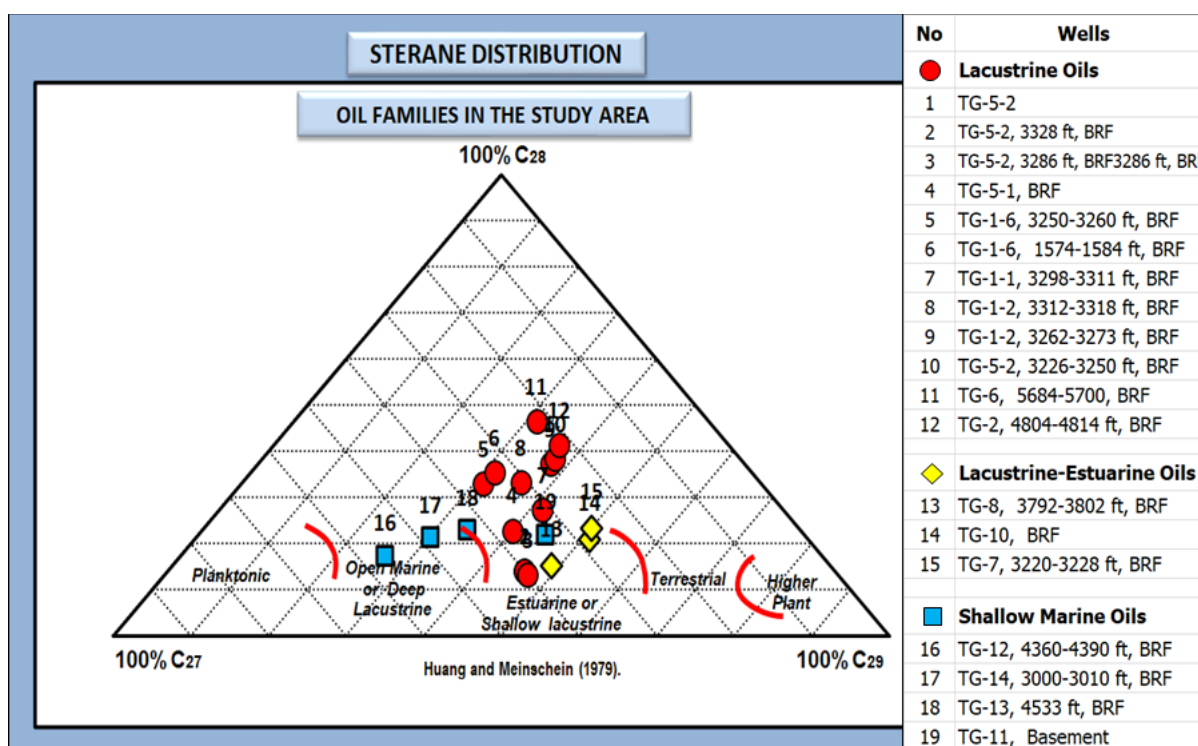 STERANE DISTRIBUTION
OIL FAMILIES IN THE STUDY AREA
100% C28
11
12
10
6
5
8
7
4
18
17
16
19
15
14
13
3
Planktonic
Open Marine
or Deep
Lacustrine
Estuarine or
Shallow lacustrine
Terrestrial
Higher
Plant
100% C27
100% C29
Huang and Meinschein (1979).
No Wells
Lacustrine Oils
1 TG-5-2
2 TG-5-2, 3328 ft, BRF
3 TG-5-2, 3286 ft, BRF3286 ft, BR
4 TG-5-1, BRF
5 TG-1-6, 3250-3260 ft, BRF
6 TG-1-6, 1574-1584 ft, BRF
7 TG-1-1, 3298-3311 ft, BRF
8 TG-1-2, 3312-3318 ft, BRF
9 TG-1-2, 3262-3273 ft, BRF
10 TG-5-2, 3226-3250 ft, BRF
11 TG-6, 5684-5700, BRF
12 TG-2, 4804-4814 ft, BRF
Lacustrine-Estuarine Oils
13 TG-8, 3792-3802 ft, BRF
14 TG-10, BRF
15 TG-7, 3220-3228 ft, BRF
Shallow Marine Oils
16 TG-12, 4360-4390 ft, BRF
17 TG-14, 3000-3010 ft, BRF
18 TG-13, 4533 ft, BRF
19 TG-11, Basement